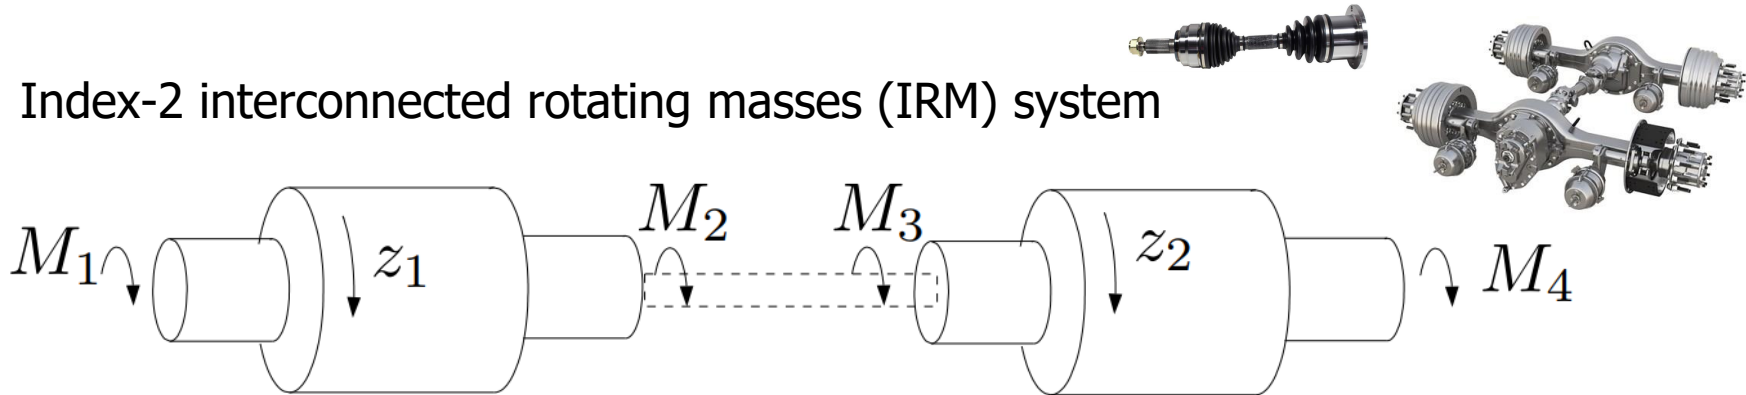 Index-2 interconnected rotating masses (IRM) system
M₁ z₁ M₂ M₃ z₂ M₄